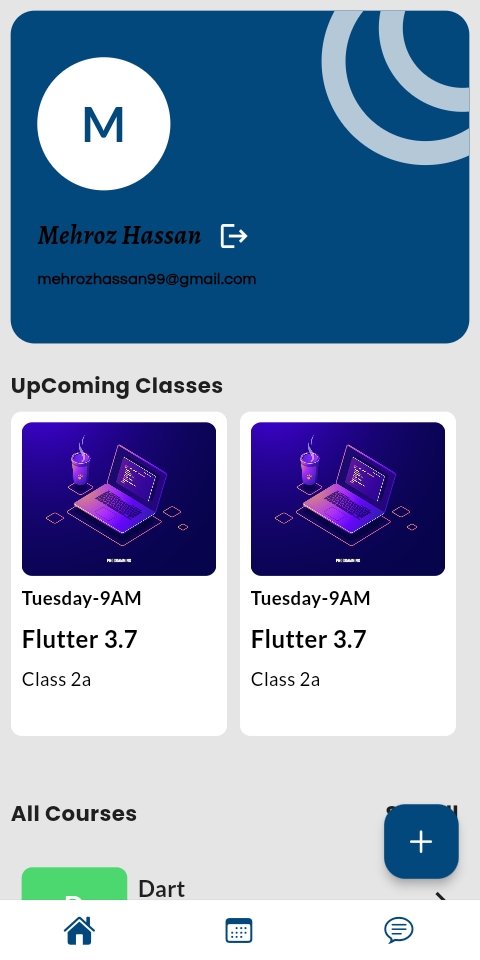 M
Mehroz Hassan
mehrozhassan99@gmail.com
UpComing Classes
Tuesday-9AM
Flutter 3.7
Class 2a
Tuesday-9AM
Flutter 3.7
Class 2a
All Courses
Dart